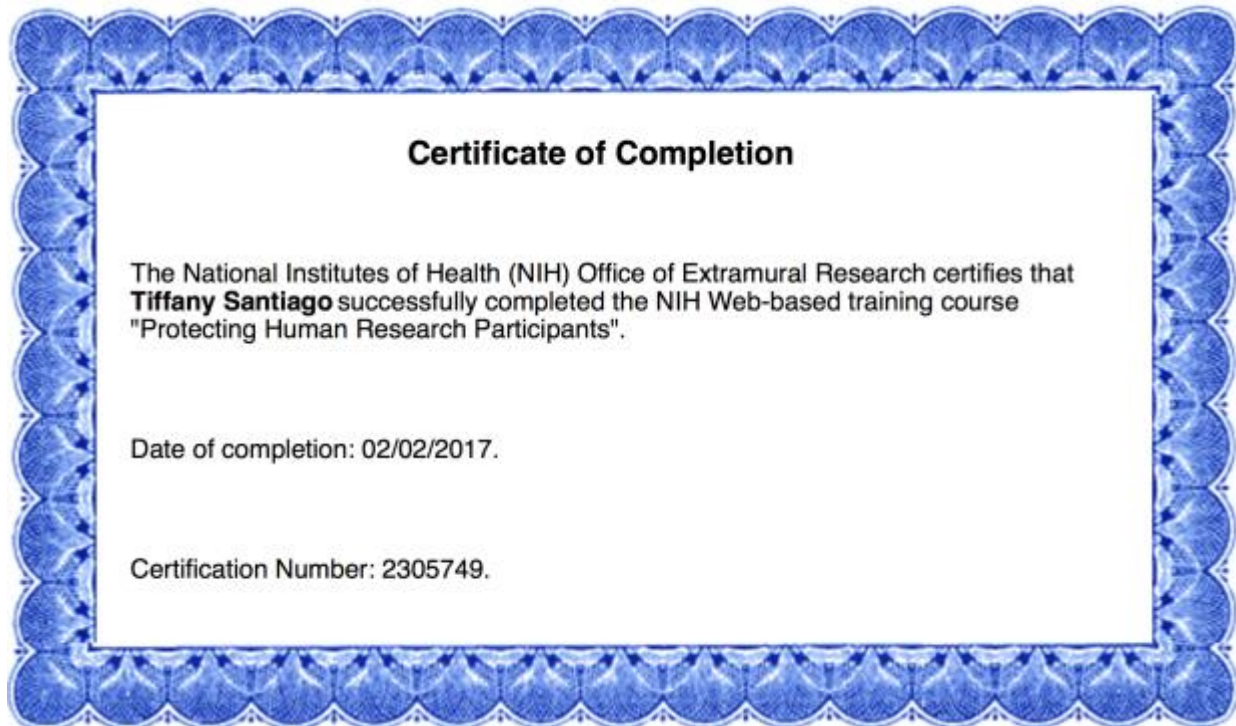 Certificate of Completion
The National Institutes of Health (NIH) Office of Extramural Research certifies that
Tiffany Santiago successfully completed the NIH Web-based training course
"Protecting Human Research Participants".
Date of completion: 02/02/2017.
Certification Number: 2305749.